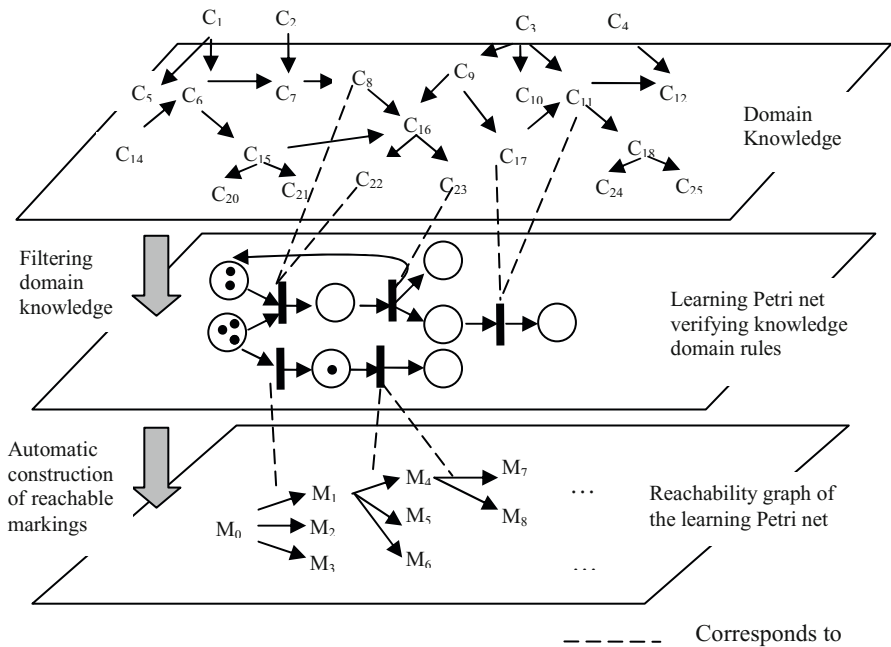 C₁ C₂ C₃ C₄
C₅ C₆ C₇ C₈ C₉ C₁₀ C₁₁ C₁₂
C₁₄ C₁₅ C₁₆ C₁₇ C₁₈
C₂₀ C₂₁ C₂₂ C₂₃ C₂₄ C₂₅
Domain
Knowledge
Filtering
domain
knowledge
Learning Petri net
verifying knowledge
domain rules
Automatic
construction
of reachable
markings
M₀
M₁
M₂
M₃
M₄
M₅
M₆
M₇
M₈
...
...
Reachability graph of
the learning Petri net
Corresponds to